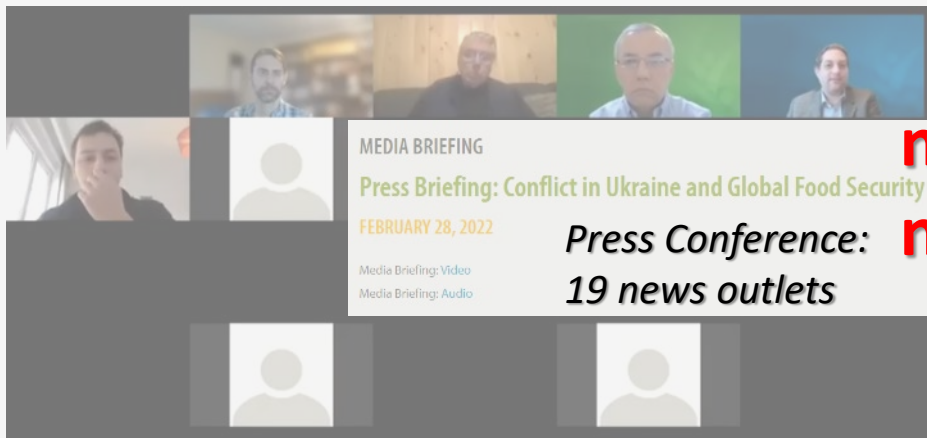 MEDIA BRIEFING
Press Briefing: Conflict in Ukraine and Global Food Security
FEBRUARY 28, 2022
Press Conference:
19 news outlets
Media Briefing: Video
Media Briefing: Audio